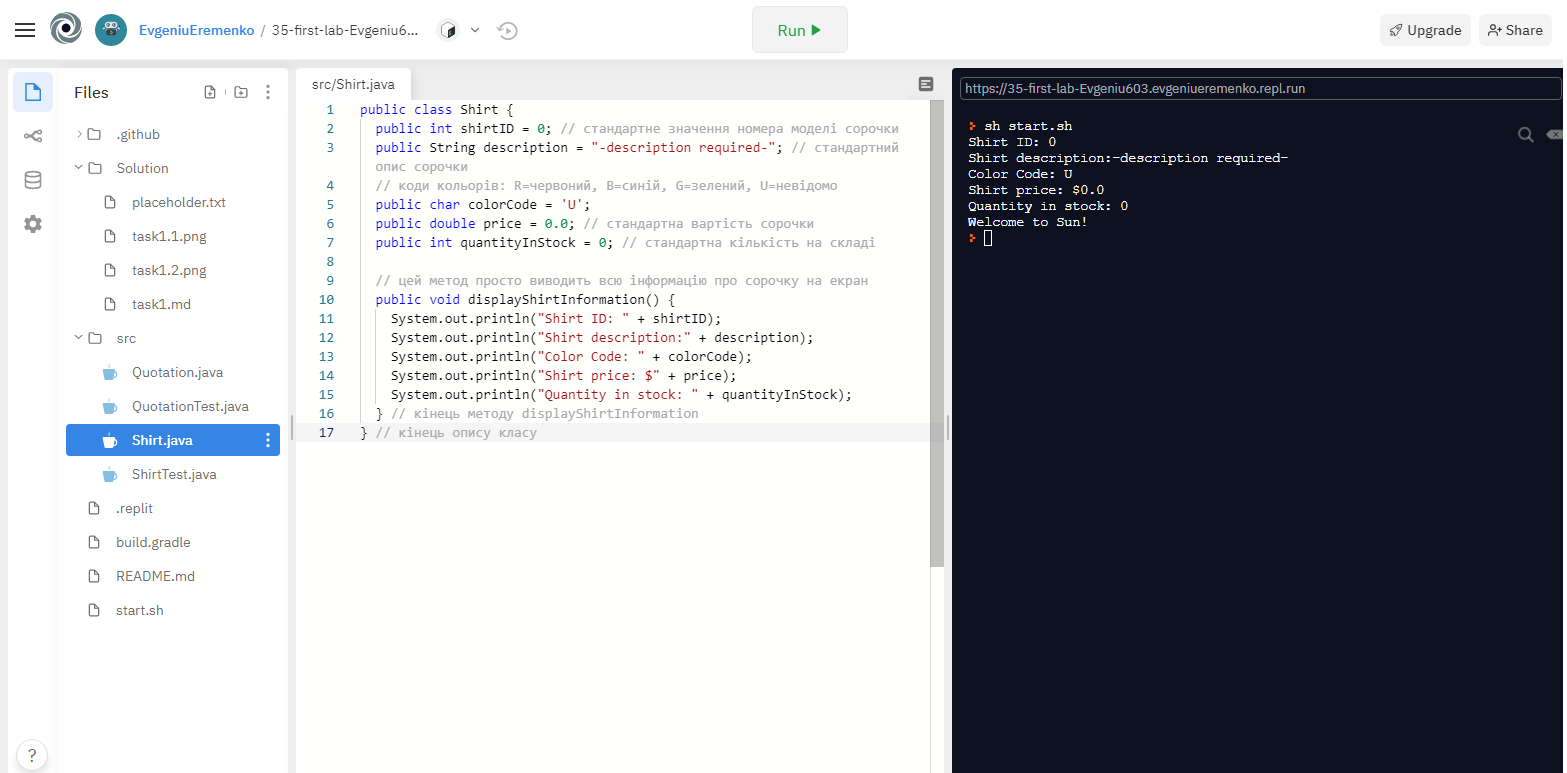 EvgeniuEremenko / 35-first-lab-Evgeniu6...
Run
Upgrade
Share
Files
.github
Solution
placeholder.txt
task1.1.png
task1.2.png
task1.md
src
Quotation.java
QuotationTest.java
Shirt.java
ShirtTest.java
.replit
build.gradle
README.md
start.sh
?
src/Shirt.java
1 public class Shirt {
2 public int shirtID = 0; // стандартне значення номера моделі сорочки
3 public String description = "-description required-"; // стандартний
опис сорочки
4 // коди кольорів: R=червоний, B=синій, G=зелений, U=невідомо
5 public char colorCode = 'U';
6 public double price = 0.0; // стандартна вартість сорочки
7 public int quantityInStock = 0; // стандартна кількість на складі
8
9 // цей метод просто виводить всю інформацію про сорочку на екран
10 public void displayShirtInformation() {
11 System.out.println("Shirt ID: " + shirtID);
12 System.out.println("Shirt description:" + description);
13 System.out.println("Color Code: " + colorCode);
14 System.out.println("Shirt price: $" + price);
15 System.out.println("Quantity in stock: " + quantityInStock);
16 } // кінець методу displayShirtInformation
17 } // кінець опису класу
https://35-first-lab-Evgeniu603.evgeniueremenko.repl.run
sh start.sh
Shirt ID: 0
Shirt description:-description required-
Color Code: U
Shirt price: $0.0
Quantity in stock: 0
Welcome to Sun!